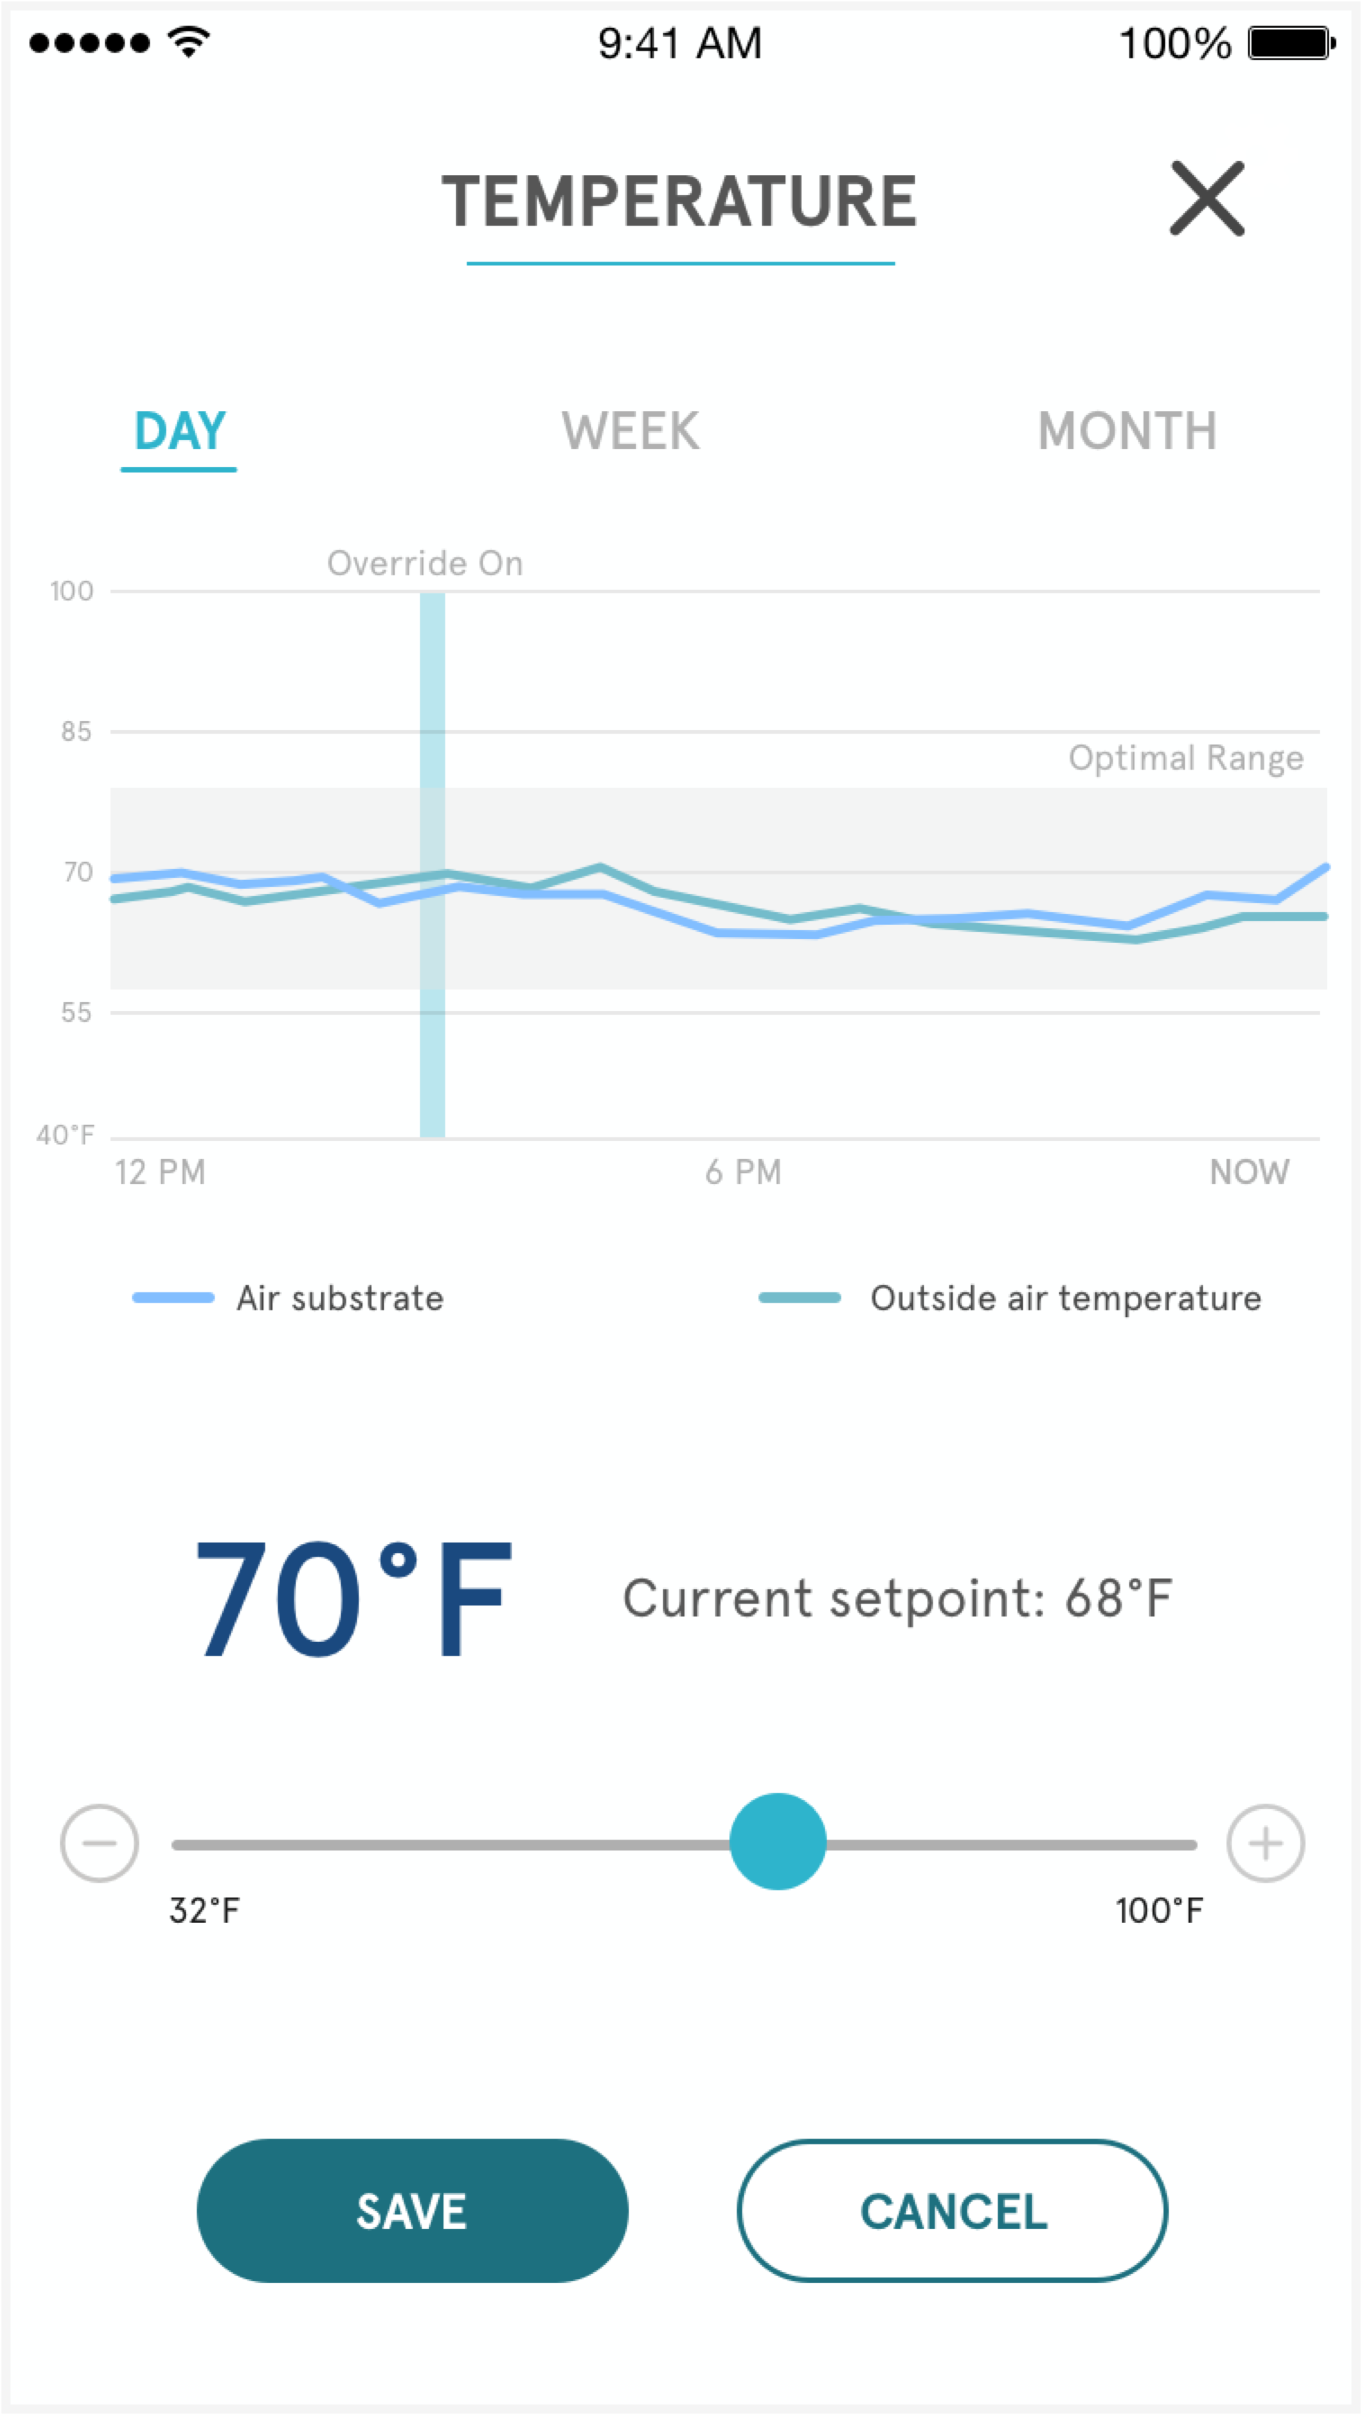 9:41 AM 100%
TEMPERATURE
DAY WEEK MONTH
Override On
100
85
Optimal Range
70
55
40°F
12 PM 6 PM NOW
Air substrate Outside air temperature
70°F Current setpoint: 68°F
32°F 100°F
SAVE CANCEL